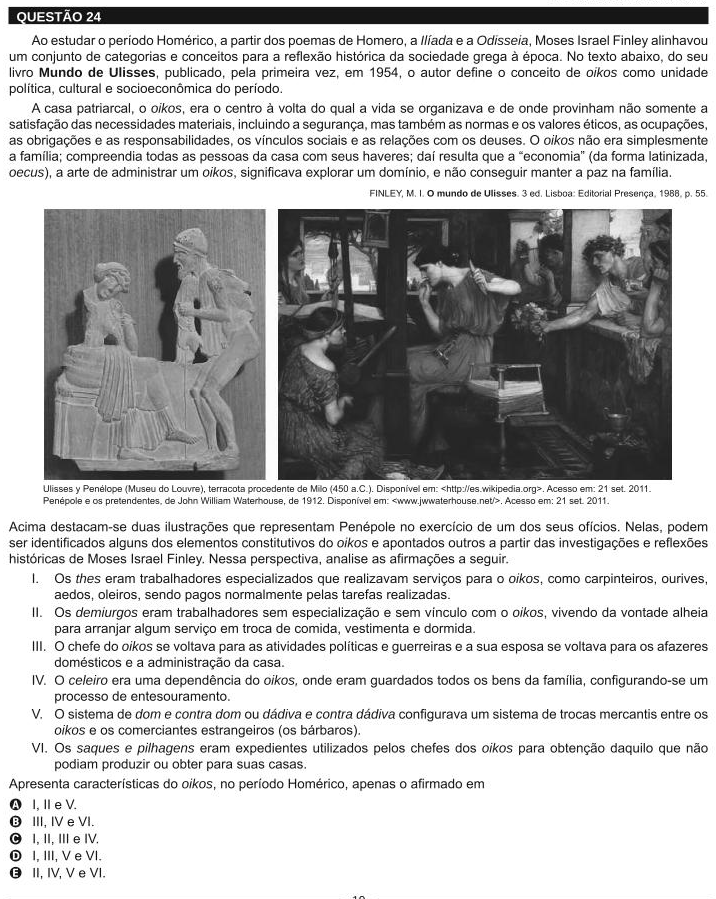 QUESTÃO 24
Ao estudar o período Homérico, a partir dos poemas de Homero, a Ilíada e a Odisseia, Moses Israel Finley alinhavou
um conjunto de categorias e conceitos para a reflexão histórica da sociedade grega à época. No texto abaixo, do seu
livro Mundo de Ulisses, publicado, pela primeira vez, em 1954, o autor define o conceito de oikos como unidade
política, cultural e socioeconômica do período.
A casa patriarcal, o oikos, era o centro à volta do qual a vida se organizava e de onde provinham não somente a
satisfação das necessidades materiais, incluindo a segurança, mas também as normas e os valores éticos, as ocupações,
as obrigações e as responsabilidades, os vínculos sociais e as relações com os deuses. O oikos não era simplesmente
a família; compreendia todas as pessoas da casa com seus haveres; daí resulta que a “economia” (da forma latinizada,
oecus), a arte de administrar um oikos, significava explorar um domínio, e não conseguir manter a paz na família.
FINLEY, M. I. O mundo de Ulisses. 3 ed. Lisboa: Editorial Presença, 1988, p. 55.
Ulisses y Penélope (Museu do Louvre), terracota procedente de Milo (450 a.C.). Disponível em: <http://es.wikipedia.org>. Acesso em: 21 set. 2011.
Penélope e os pretendentes, de John William Waterhouse, de 1912. Disponível em: <www.jwwaterhouse.net/>. Acesso em: 21 set. 2011.
Acima destacam-se duas ilustrações que representam Penépole no exercício de um dos seus ofícios. Nelas, podem
ser identificados alguns dos elementos constitutivos do oikos e apontados outros a partir das investigações e reflexões
históricas de Moses Israel Finley. Nessa perspectiva, analise as afirmações a seguir.
I. Os thes eram trabalhadores especializados que realizavam serviços para o oikos, como carpinteiros, ourives,
aedos, oleiros, sendo pagos normalmente pelas tarefas realizadas.
II. Os demiurgos eram trabalhadores sem especialização e sem vínculo com o oikos, vivendo da vontade alheia
para arranjar algum serviço em troca de comida, vestimenta e dormida.
III. O chefe do oikos se voltava para as atividades políticas e guerreiras e a sua esposa se voltava para os afazeres
domésticos e a administração da casa.
IV. O celeiro era uma dependência do oikos, onde eram guardados todos os bens da família, configurando-se um
processo de entesouramento.
V. O sistema de dom e contra dom ou dádiva e contra dádiva configurava um sistema de trocas mercantis entre os
oikos e os comerciantes estrangeiros (os bárbaros).
VI. Os saques e pilhagens eram expedientes utilizados pelos chefes dos oikos para obtenção daquilo que não
podiam produzir ou obter para suas casas.
Apresenta características do oikos, no período Homérico, apenas o afirmado em
A I, II e V.
B III, IV e VI.
C I, II, III e IV.
D I, III, V e VI.
E II, IV, V e VI.